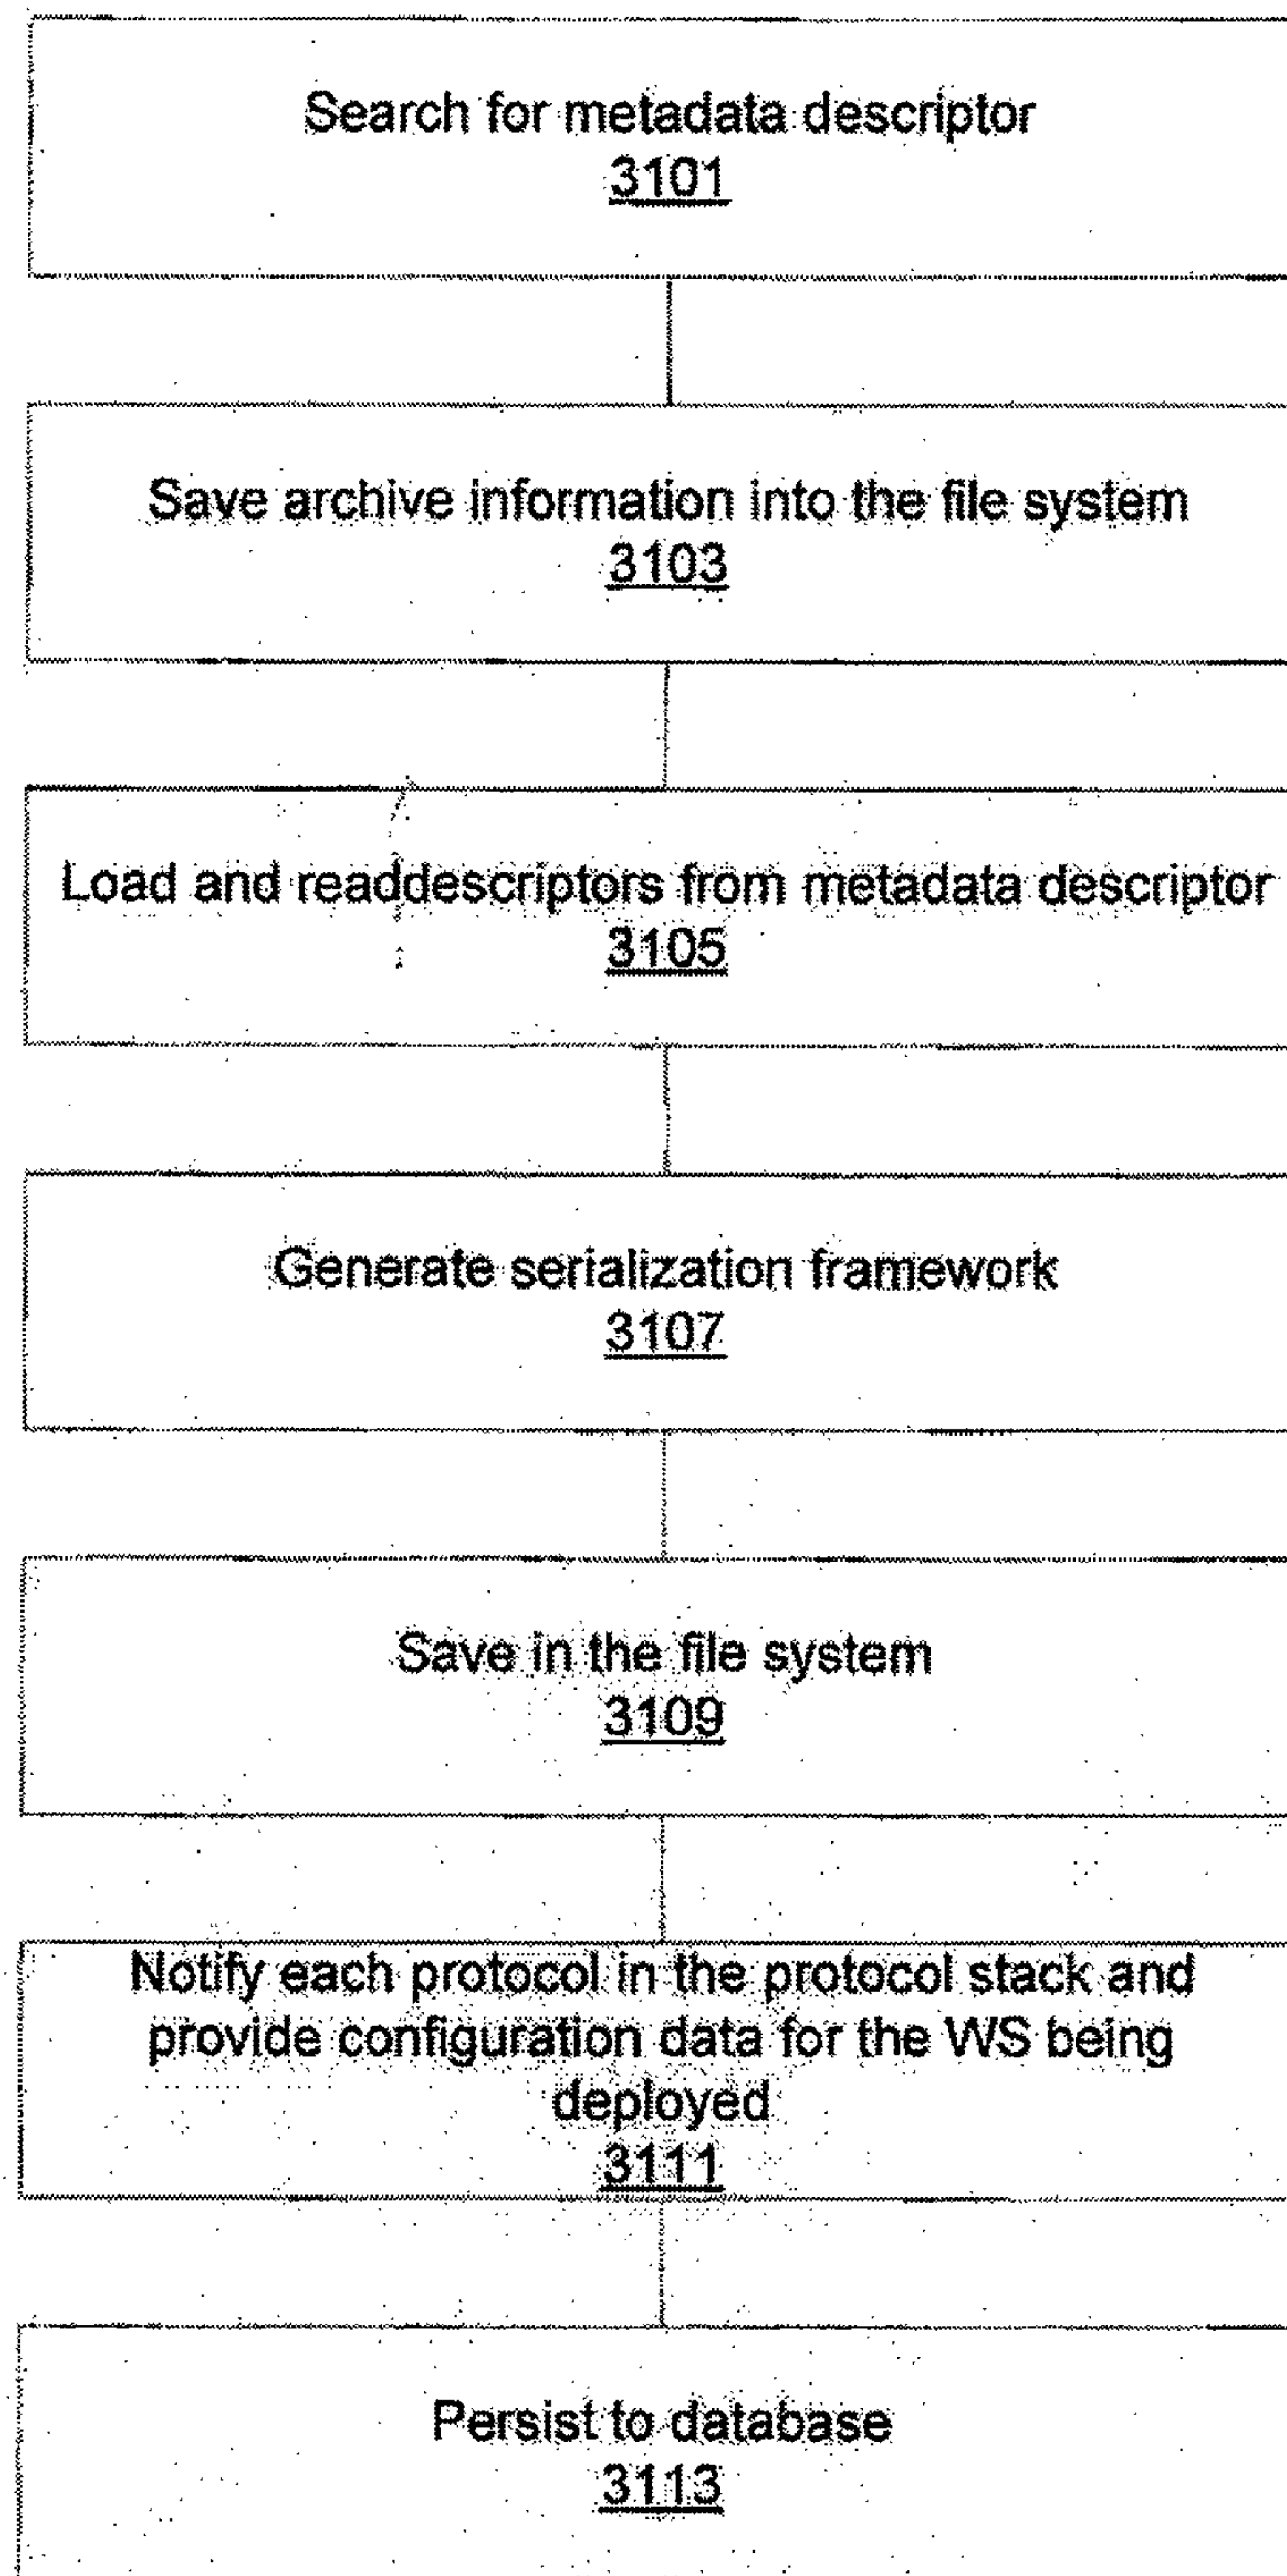 Search for metadata descriptor
3101
Save archive information into the file system
3103
Load and readdescriptors from metadata descriptor
3105
Generate serialization framework
3107
Save in the file system
3109
Notify each protocol in the protocol stack and
provide configuration data for the WS being
deployed
3111
Persist to database
3113